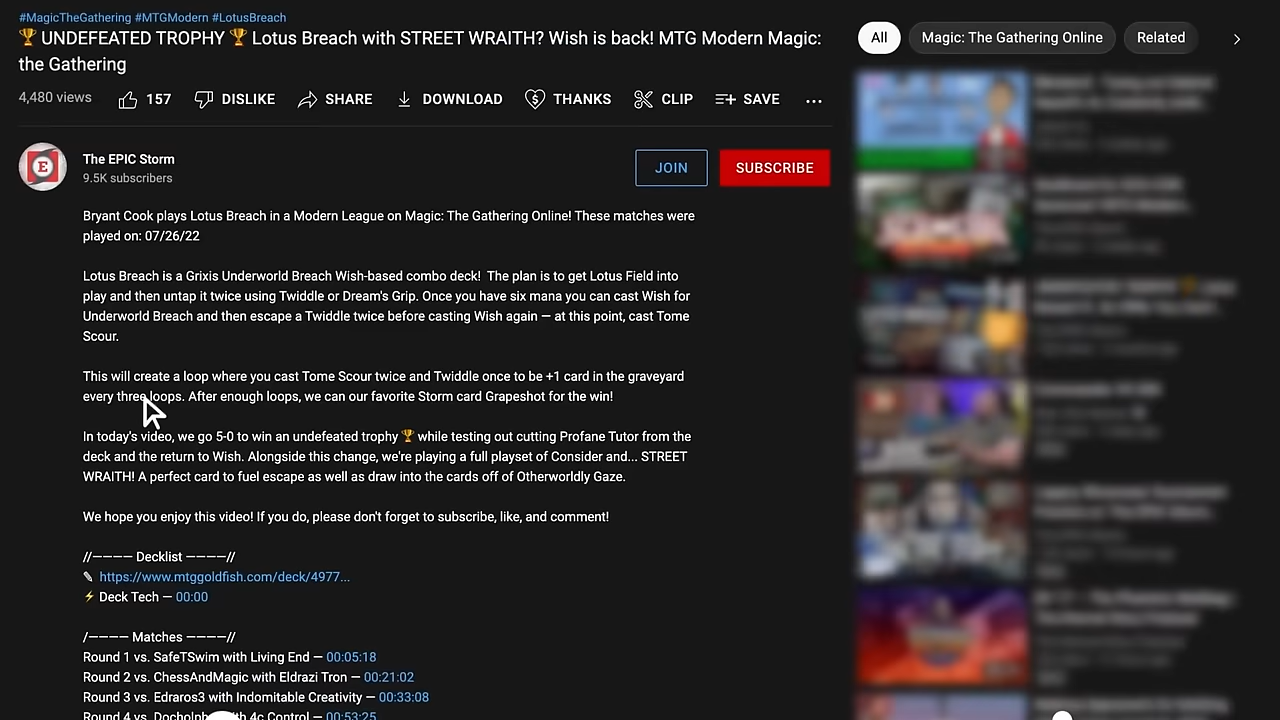 #MagicTheGathering #MTGModern #LotusBreach
🏆 UNDEFEATED TROPHY 🏆 Lotus Breach with STREET WRAITH? Wish is back! MTG Modern Magic:
the Gathering
4,480 views
157
DISLIKE
SHARE
DOWNLOAD
THANKS
CLIP
SAVE
The EPIC Storm
9.5K subscribers
JOIN
SUBSCRIBE
Bryant Cook plays Lotus Breach in a Modern League on Magic: The Gathering Online! These matches were
played on: 07/26/22
Lotus Breach is a Grixis Underworld Breach Wish-based combo deck!  The plan is to get Lotus Field into
play and then untap it twice using Twiddle or Dream's Grip. Once you have six mana you can cast Wish for
Underworld Breach and then escape a Twiddle twice before casting Wish again — at this point, cast Tome
Scour.
This will create a loop where you cast Tome Scour twice and Twiddle once to be +1 card in the graveyard
every three loops. After enough loops, we can our favorite Storm card Grapeshot for the win!
In today's video, we go 5-0 to win an undefeated trophy 🏆 while testing out cutting Profane Tutor from the
deck and the return to Wish. Alongside this change, we're playing a full playset of Consider and... STREET
WRAITH! A perfect card to fuel escape as well as draw into the cards off of Otherworldly Gaze.
We hope you enjoy this video! If you do, please don't forget to subscribe, like, and comment!
//———— Decklist ————//
✎ https://www.mtggoldfish.com/deck/4977...
⚡ Deck Tech — 00:00
/———— Matches ————//
Round 1 vs. SafeTSwim with Living End — 00:05:18
Round 2 vs. ChessAndMagic with Eldrazi Tron — 00:21:02
Round 3 vs. Edraros3 with Indomitable Creativity — 00:33:08
Round 4 vs. with 4c Control — 00:53:25
All
Magic: The Gathering Online
Related